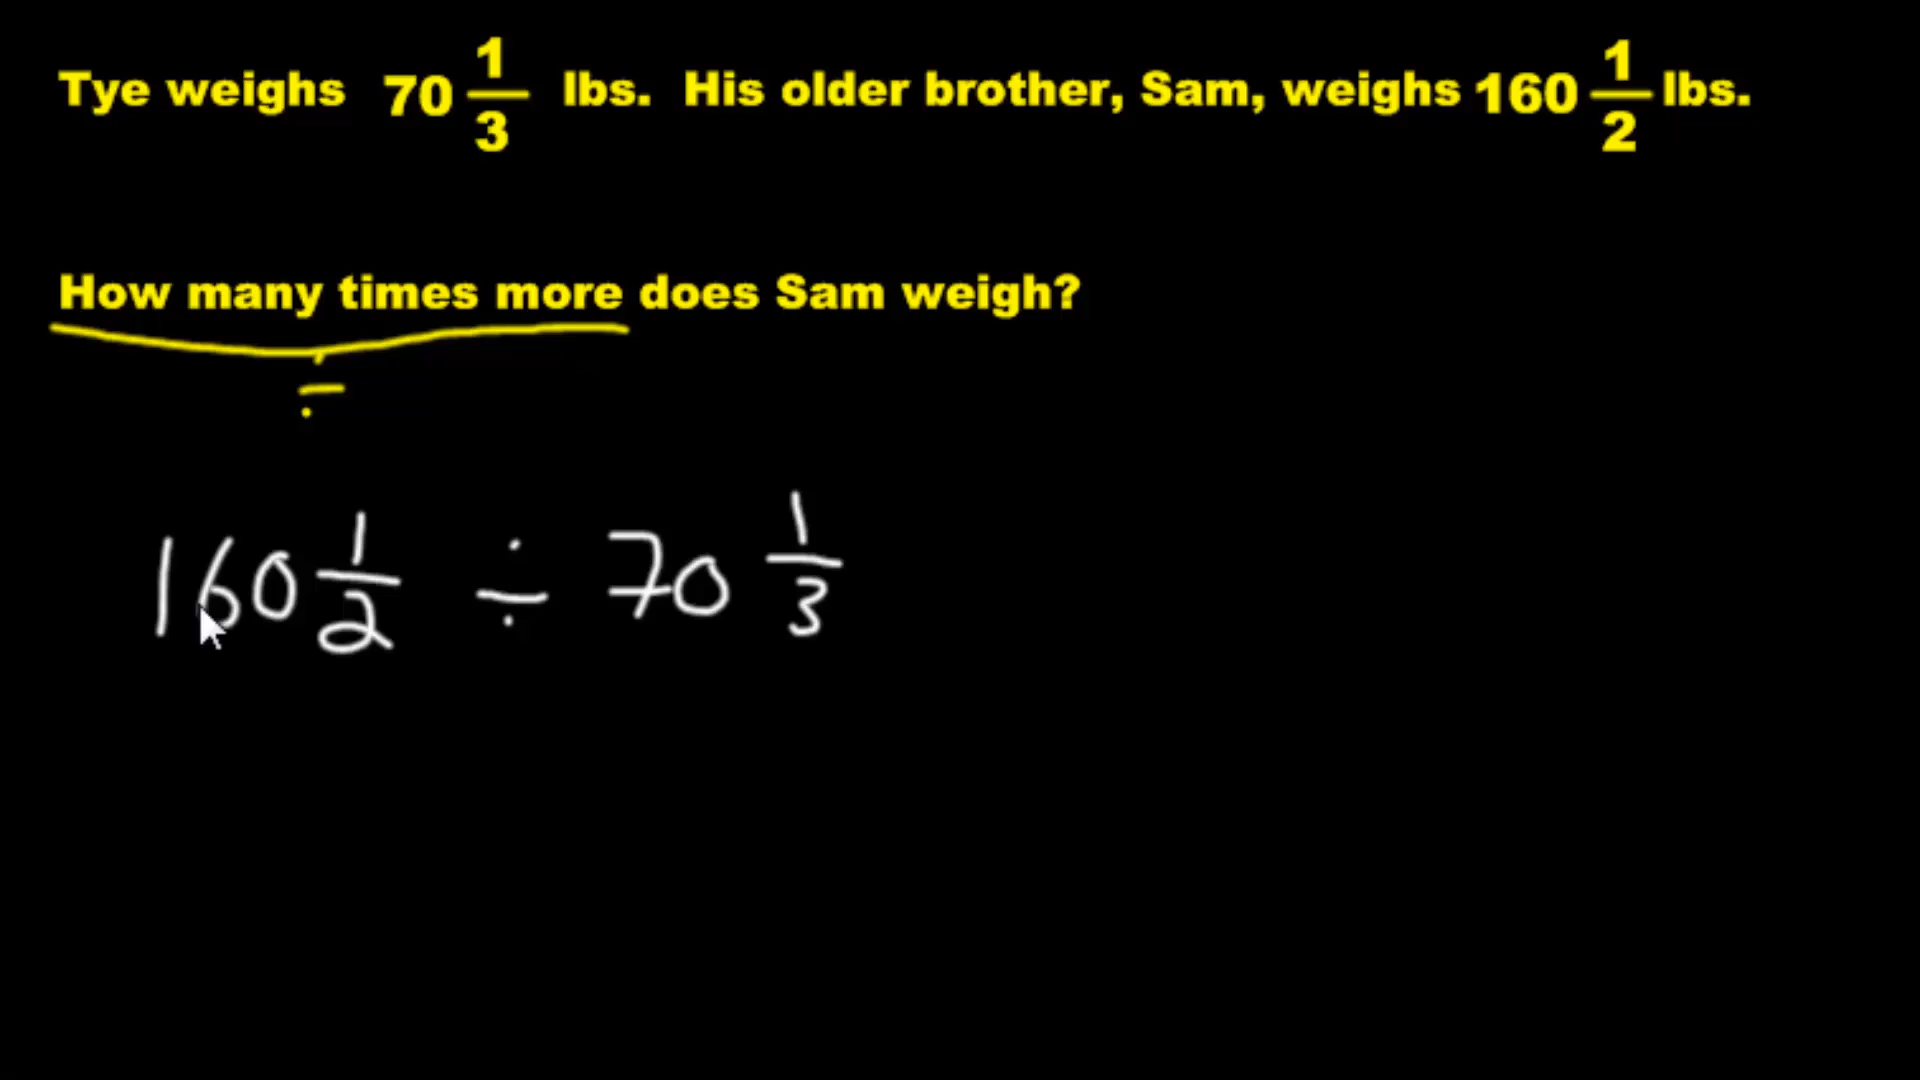 Tye weighs 70 1/3 lbs. His older brother, Sam, weighs 160 1/2 lbs.
How many times more does Sam weigh?
÷
160 1/2 ÷ 70 1/3